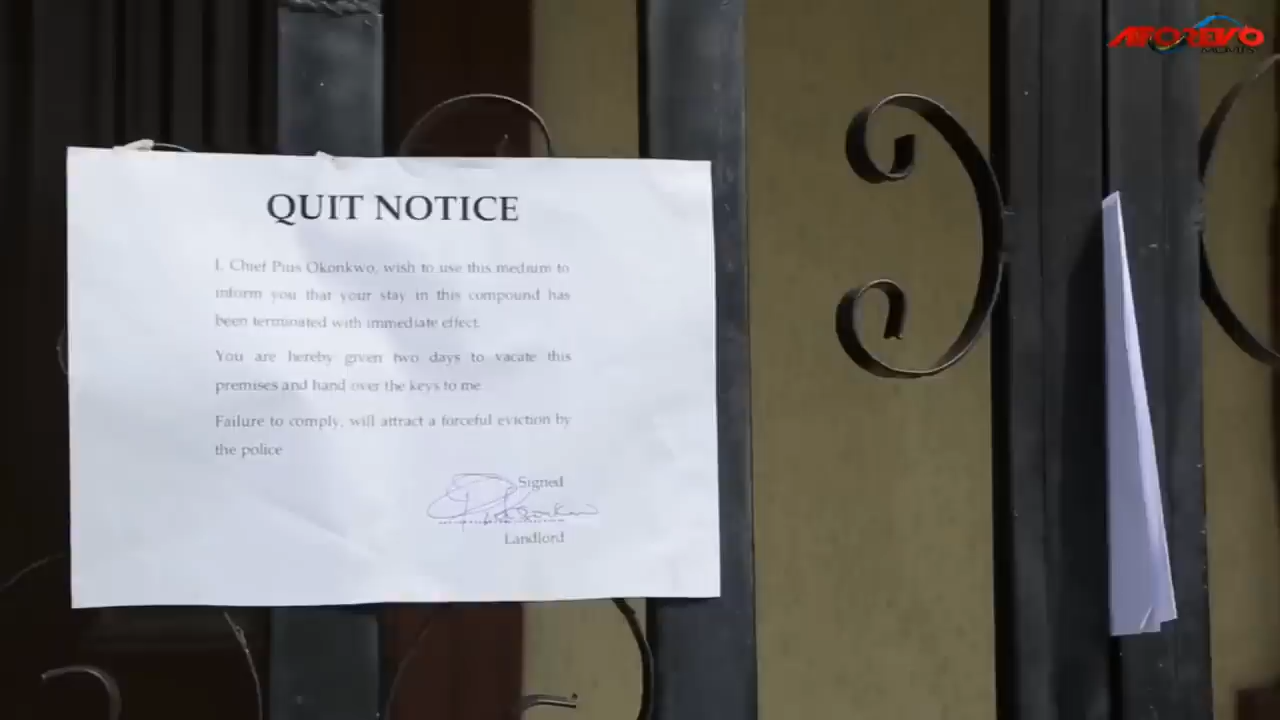 AFOREVO
MOVIES
QUIT NOTICE
I, Chief Pius Okonkwo, wish to use this medium to
inform you that your stay in this compound has
been terminated with immediate effect.
You are hereby given two days to vacate this
premises and hand over the keys to me
Failure to comply, will attract a forceful eviction by
the police
Signed
Landlord